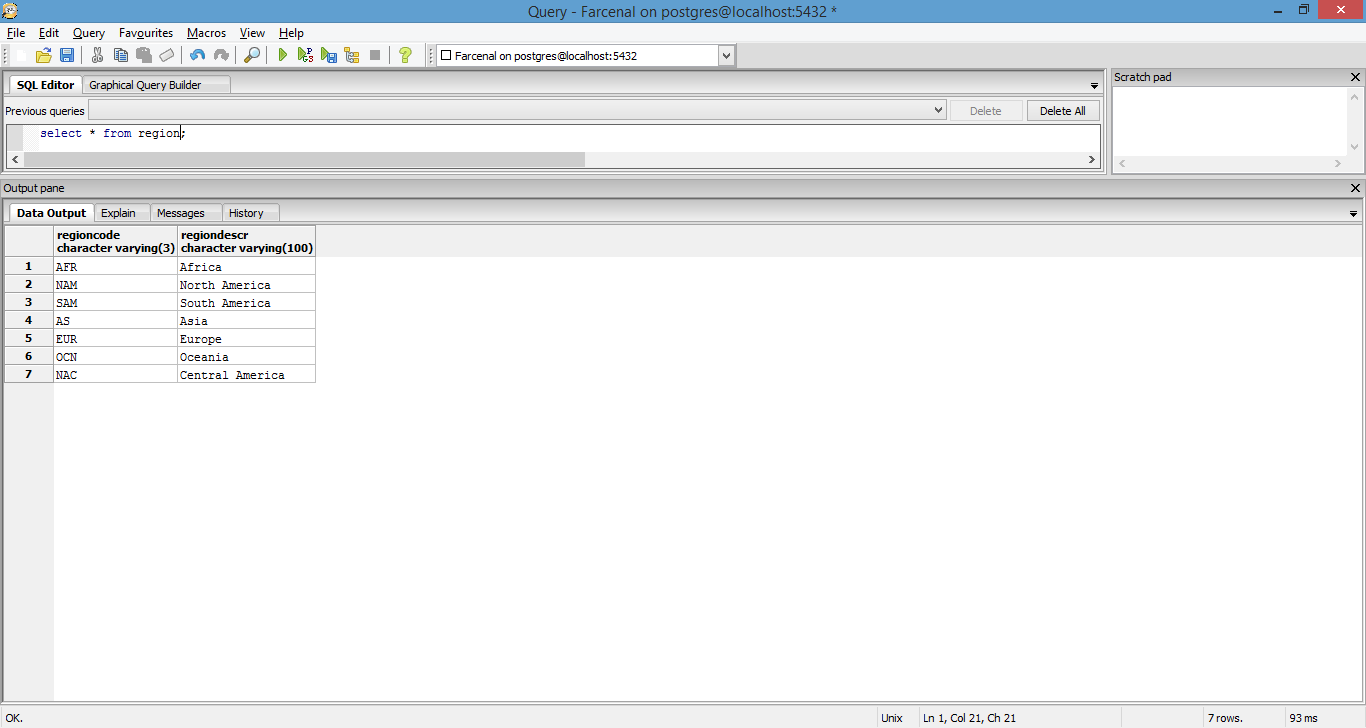 Query - Farcenal on postgres@localhost:5432 *
File Edit Query Favourites Macros View Help
Farcenal on postgres@localhost:5432
SQL Editor Graphical Query Builder
Scratch pad
Previous queries Delete Delete All
select * from region;
Output pane
Data Output Explain Messages History
regioncode regiondescr
character varying(3) character varying(100)
1 AFR Africa
2 NAM North America
3 SAM South America
4 AS Asia
5 EUR Europe
6 OCN Oceania
7 NAC Central America
OK. Unix Ln 1, Col 21, Ch 21 7 rows. 93 ms